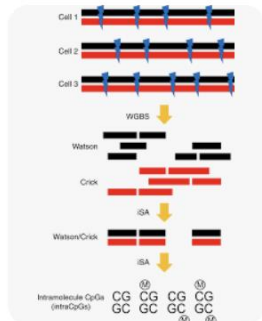 Cell 1
Cell 2
Cell 3
WGBS
Watson
Crick
iSA
Watson/Crick
iSA
M M
Intramolecule CpGs CG CG CG CG
(intraCpGs) GC GC GC GC
M M